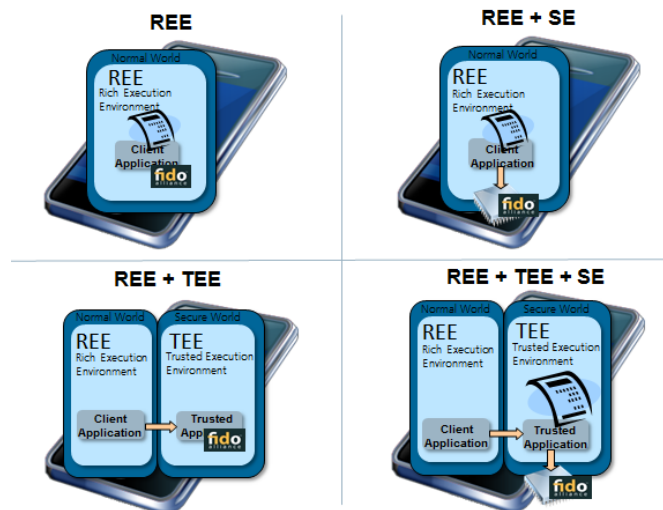 REE
Normal World
REE
Rich Execution
Environment
Client
Application
fido
alliance
REE + SE
Normal World
REE
Rich Execution
Environment
Client
Application
fido
alliance
REE + TEE
Normal World
REE
Rich Execution
Environment
Client
Application
Secure World
TEE
Trusted Execution
Environment
Trusted
App
fido
alliance
REE + TEE + SE
Normal World
REE
Rich Execution
Environment
Client
Application
Secure World
TEE
Trusted Execution
Environment
Trusted
Application
fido
alliance